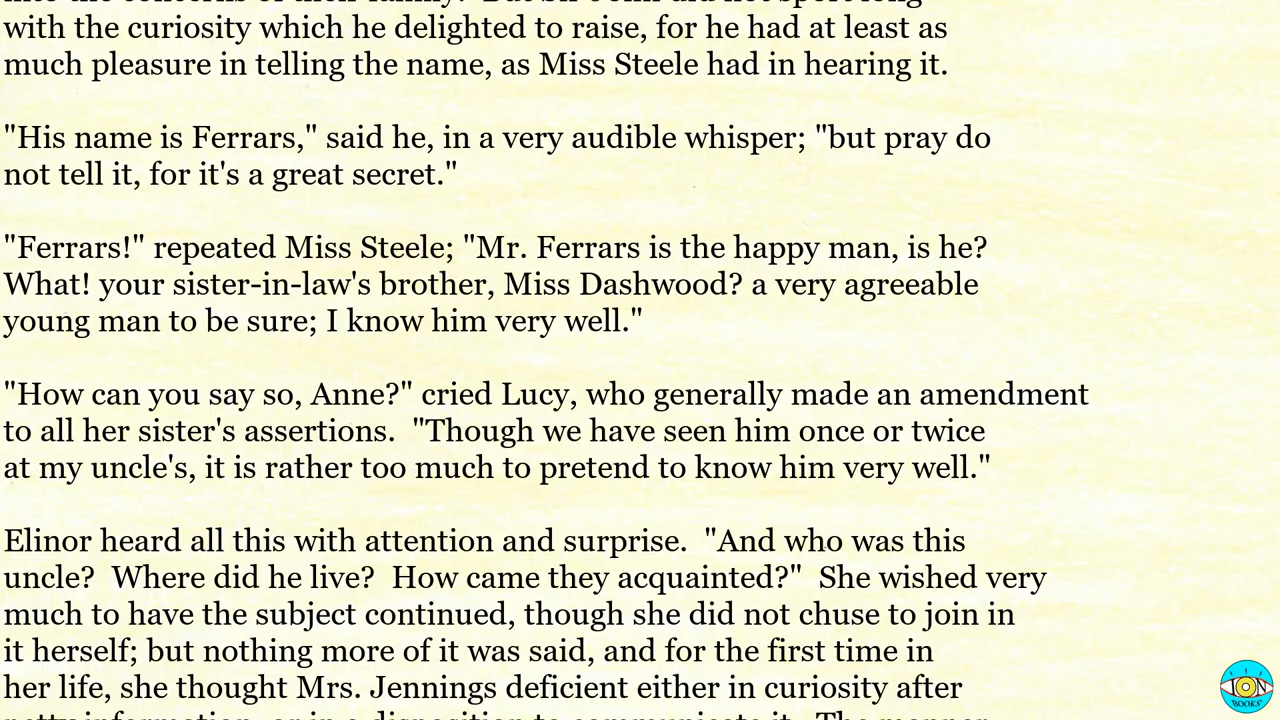 with the curiosity which he delighted to raise, for he had at least as
much pleasure in telling the name, as Miss Steele had in hearing it.
"His name is Ferrars," said he, in a very audible whisper; "but pray do
not tell it, for it's a great secret."
"Ferrars!" repeated Miss Steele; "Mr. Ferrars is the happy man, is he?
What! your sister-in-law's brother, Miss Dashwood? a very agreeable
young man to be sure; I know him very well."
"How can you say so, Anne?" cried Lucy, who generally made an amendment
to all her sister's assertions.  "Though we have seen him once or twice
at my uncle's, it is rather too much to pretend to know him very well."
Elinor heard all this with attention and surprise.  "And who was this
uncle?  Where did he live?  How came they acquainted?"  She wished very
much to have the subject continued, though she did not chuse to join in
it herself; but nothing more of it was said, and for the first time in
her life, she thought Mrs. Jennings deficient either in curiosity after
ION
BOOKS